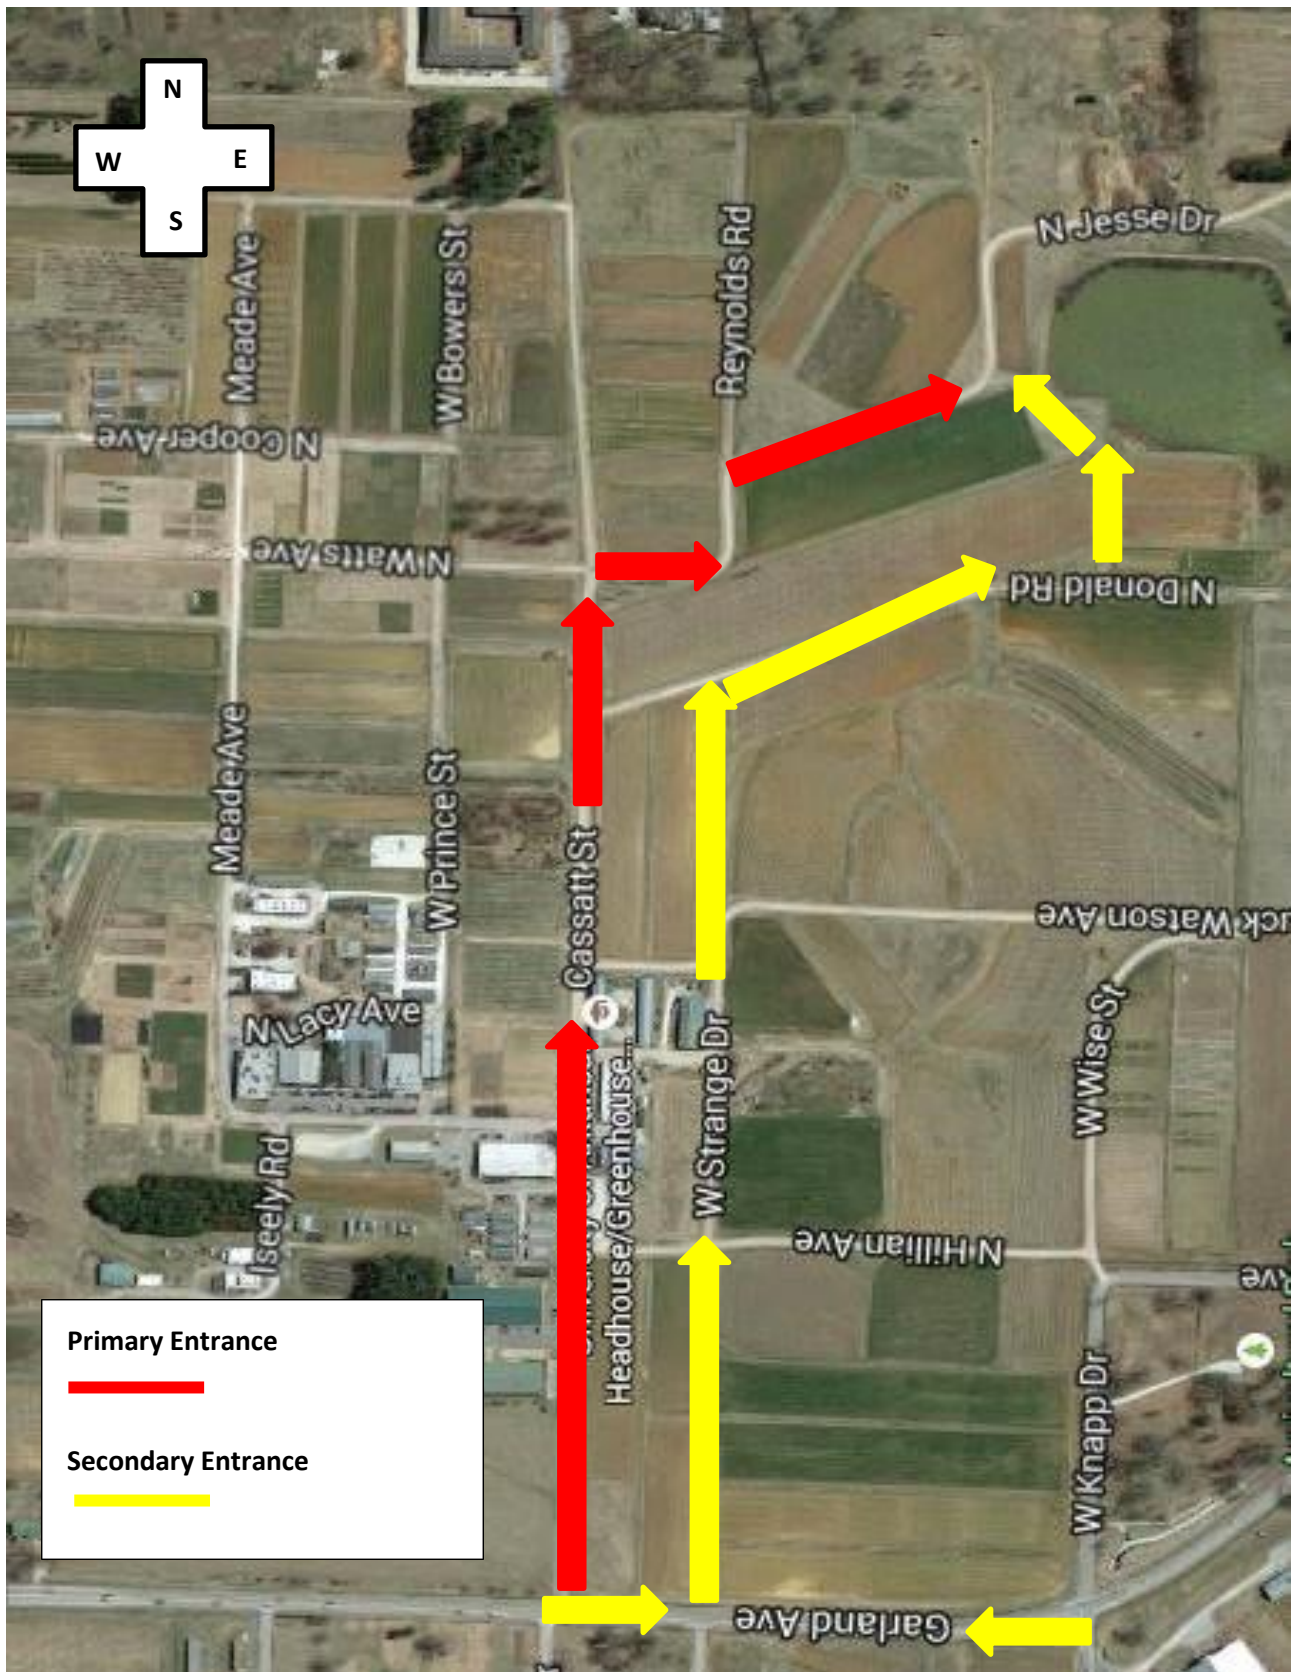 N
W
E
S
N Jesse Dr
Meade Ave
W Bowers St
Reynolds Rd
N Cooper Ave
N Watts Ave
N Donald Rd
Meade Ave
W Prince St
Cassatt St
uck Watson Ave
N Lacy Ave
W Wise St
W Strange Dr
Headhouse/Greenhouse...
Iseely Rd
N Hillian Ave
Ave
W Knapp Dr
Primary Entrance
Secondary Entrance
Garland Ave